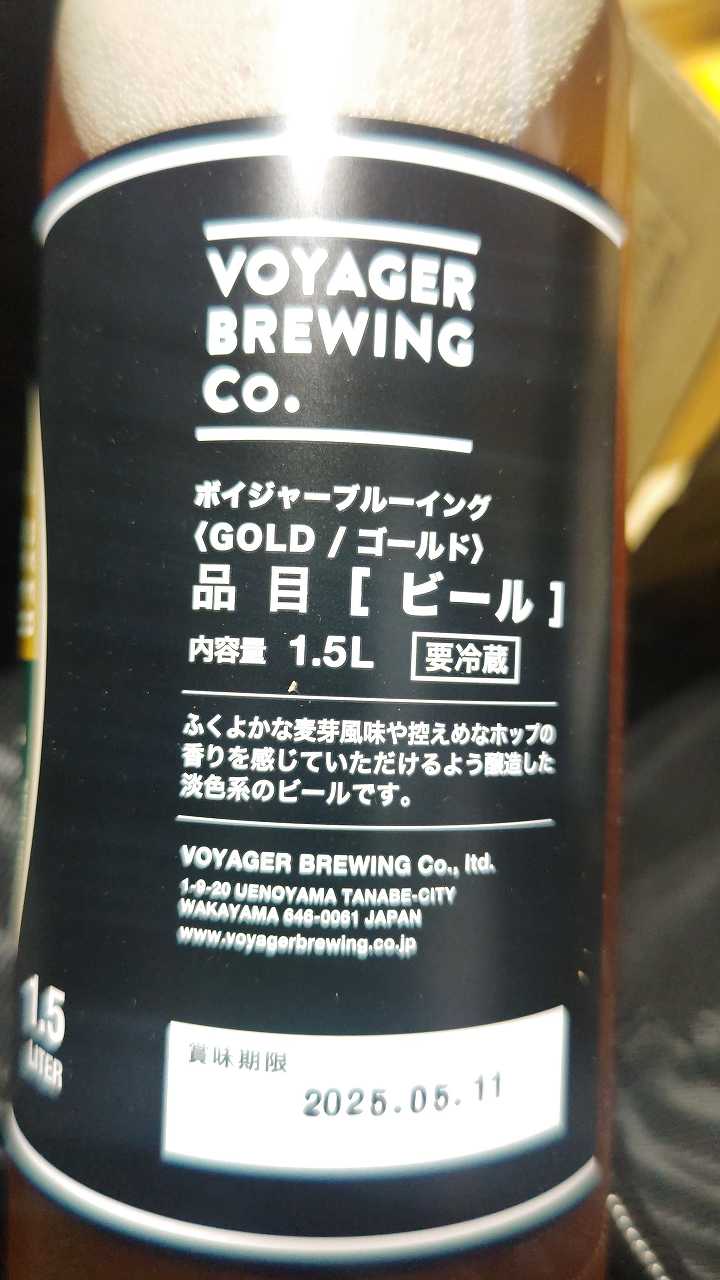 VOYAGER
BREWING
Co.
ボイジャーブルーイング
〈GOLD / ゴールド〉
品 目 [ ビール ]
内容量 1.5L 要冷蔵
ふくよかな麦芽風味や控えめなホップの
香りを感じていただけるよう醸造した
淡色系のビールです。
VOYAGER BREWING Co., ltd.
1-9-20 UENOYAMA TANABE-CITY
WAKAYAMA 646-0061 JAPAN
www.voyagerbrewing.co.jp
1.5
LITER
賞味期限
2025.05.11